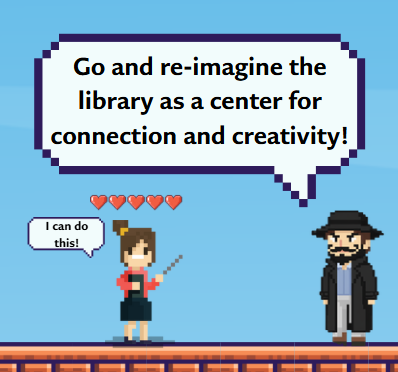 Go and re-imagine the
library as a center for
connection and creativity!
I can do
this!